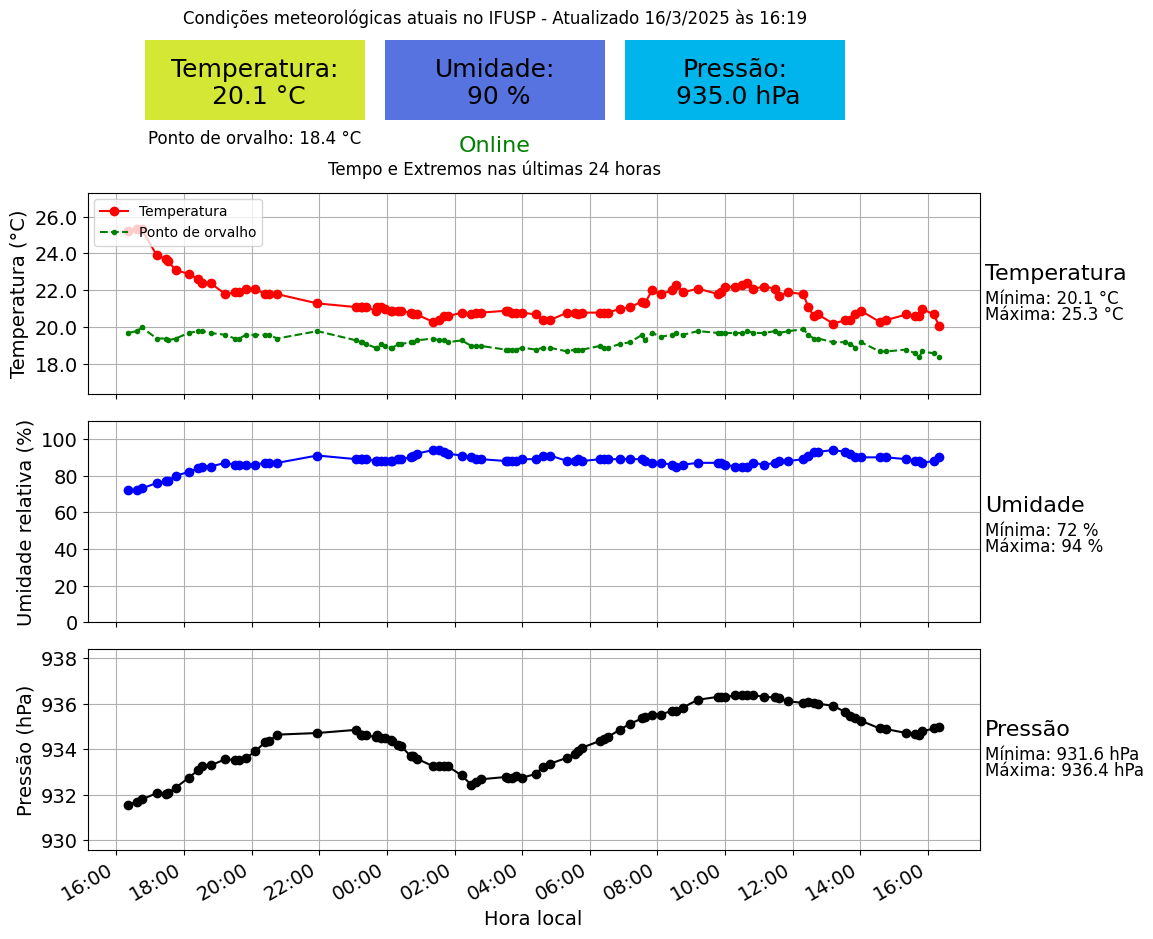 Condições meteorológicas atuais no IFUSP - Atualizado 16/3/2025 às 16:19
Temperatura:
20.1 °C
Umidade:
90 %
Pressão:
935.0 hPa
Ponto de orvalho: 18.4 °C
Online
Tempo e Extremos nas últimas 24 horas
Temperatura (°C)
26.0
24.0
22.0
20.0
18.0
Temperatura
Ponto de orvalho
Temperatura
Mínima: 20.1 °C
Máxima: 25.3 °C
Umidade relativa (%)
100
80
60
40
20
0
Umidade
Mínima: 72 %
Máxima: 94 %
Pressão (hPa)
938
936
934
932
930
Pressão
Mínima: 931.6 hPa
Máxima: 936.4 hPa
16:00
18:00
20:00
22:00
00:00
02:00
04:00
06:00
08:00
10:00
12:00
14:00
16:00
Hora local